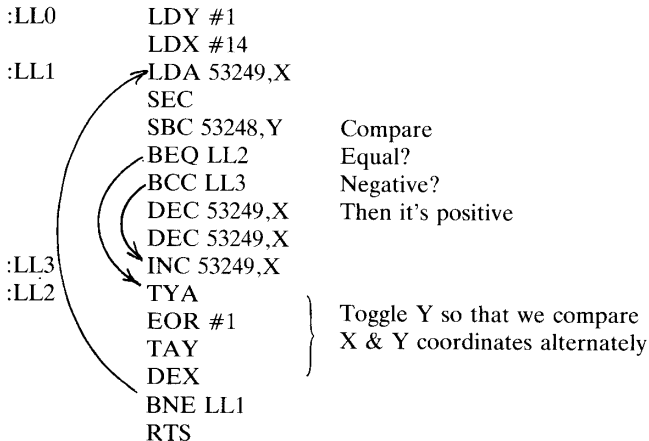 :LL0 LDY #1
LDX #14
:LL1 LDA 53249,X
SEC
SBC 53248,Y Compare
BEQ LL2 Equal?
BCC LL3 Negative?
DEC 53249,X Then it's positive
DEC 53249,X
:LL3 INC 53249,X
:LL2 TYA
EOR #1 Toggle Y so that we compare
TAY X & Y coordinates alternately
DEX
BNE LL1
RTS